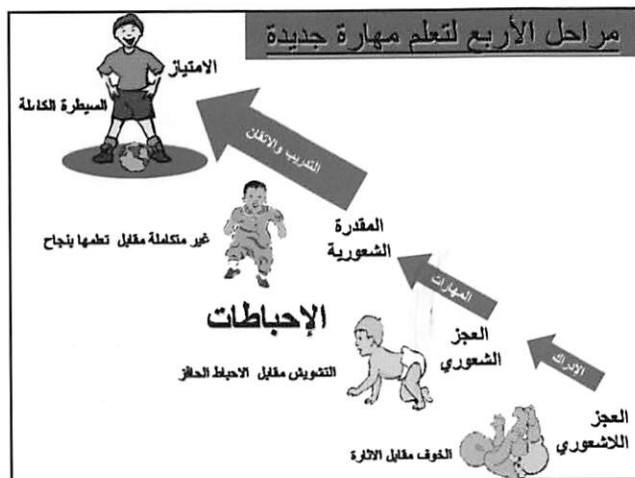 مراحل الأربع لتعلم مهارة جديدة
الامتياز
السيطرة الكاملة
التدريب والاتقان
المقدرة
الشعورية
غير متكاملة مقابل تعلمها بنجاح
المهارات
الإحباطات
العجز
الشعوري
التشويش مقابل الاحباط الحافز
الادراك
العجز
اللاشعوري
الخوف مقابل الاثارة